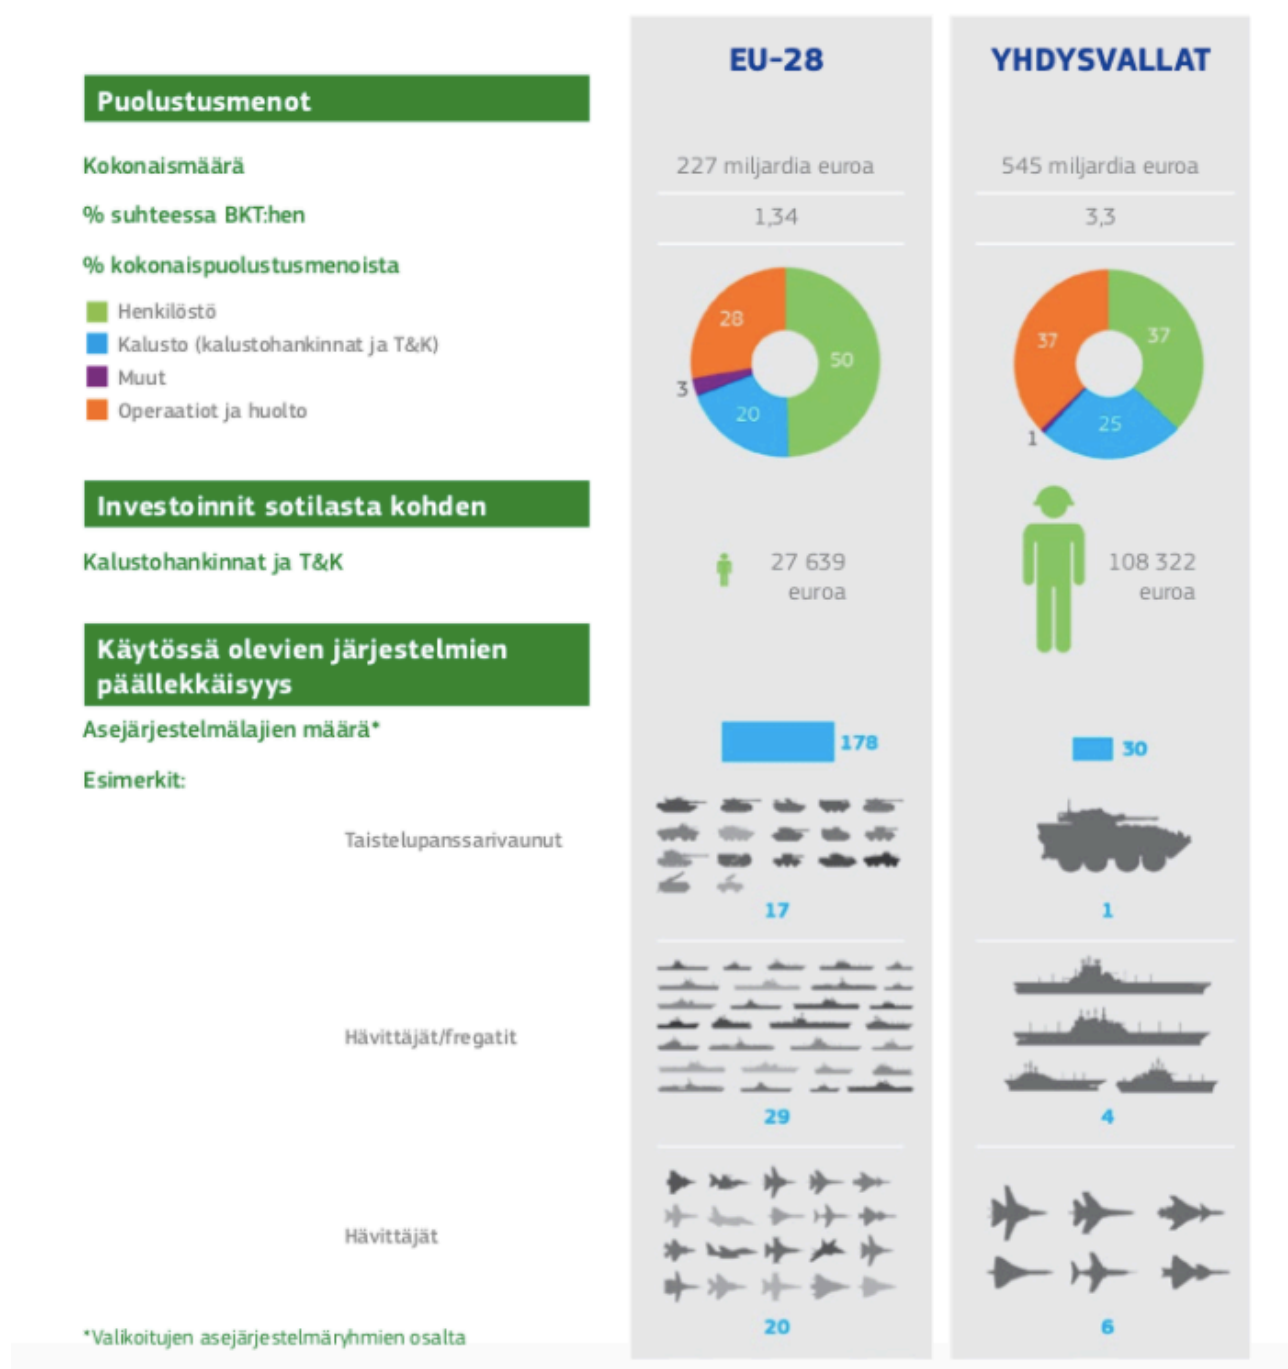 EU-28
YHDYSVALLAT
Puolustusmenot
Kokonaismäärä
227 miljardia euroa
545 miljardia euroa
% suhteessa BKT:hen
1,34
3,3
% kokonaispuolustusmenoista
Henkilöstö
Kalusto (kalustohankinnat ja T&K)
Muut
Operaatiot ja huolto
28
50
3
20
37
37
25
1
Investoinnit sotilasta kohden
Kalustohankinnat ja T&K
27 639
euroa
108 322
euroa
Käytössä olevien järjestelmien
päällekkäisyys
Asejärjestelmälajien määrä*
178
30
Esimerkit:
Taistelupanssarivaunut
17
1
Hävittäjät/fregatit
29
4
Hävittäjät
20
6
*Valikoitujen asejärjestelmäryhmien osalta